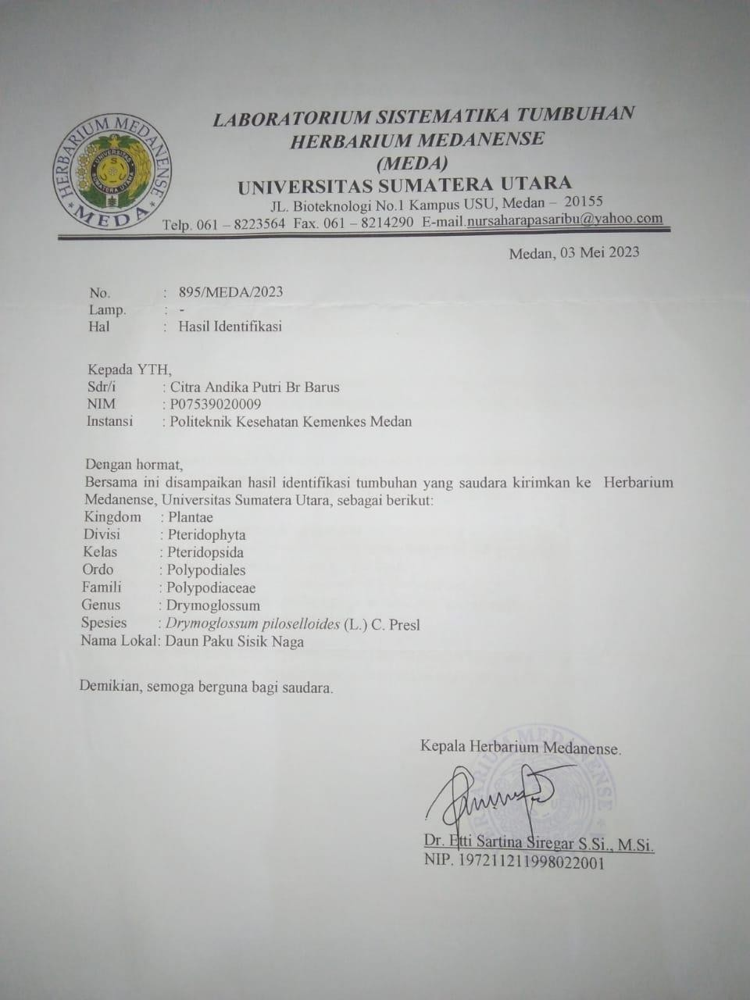 HERBARIUM MEDANENSE
UNIVERSITAS
SUMATERA UTARA
* MEDA *
LABORATORIUM SISTEMATIKA TUMBUHAN
HERBARIUM MEDANENSE
(MEDA)
UNIVERSITAS SUMATERA UTARA
JL. Bioteknologi No.1 Kampus USU, Medan – 20155
Telp. 061 – 8223564 Fax. 061 – 8214290 E-mail.nursaharapasaribu@yahoo.com
Medan, 03 Mei 2023
No. : 895/MEDA/2023
Lamp. : -
Hal : Hasil Identifikasi
Kepada YTH,
Sdr/i : Citra Andika Putri Br Barus
NIM : P07539020009
Instansi : Politeknik Kesehatan Kemenkes Medan
Dengan hormat,
Bersama ini disampaikan hasil identifikasi tumbuhan yang saudara kirimkan ke Herbarium
Medanense, Universitas Sumatera Utara, sebagai berikut:
Kingdom : Plantae
Divisi : Pteridophyta
Kelas : Pteridopsida
Ordo : Polypodiales
Famili : Polypodiaceae
Genus : Drymoglossum
Spesies : Drymoglossum piloselloides (L.) C. Presl
Nama Lokal: Daun Paku Sisik Naga
Demikian, semoga berguna bagi saudara.
Kepala Herbarium Medanense.
Dr. Etti Sartina Siregar S.Si., M.Si.
NIP. 197211211998022001